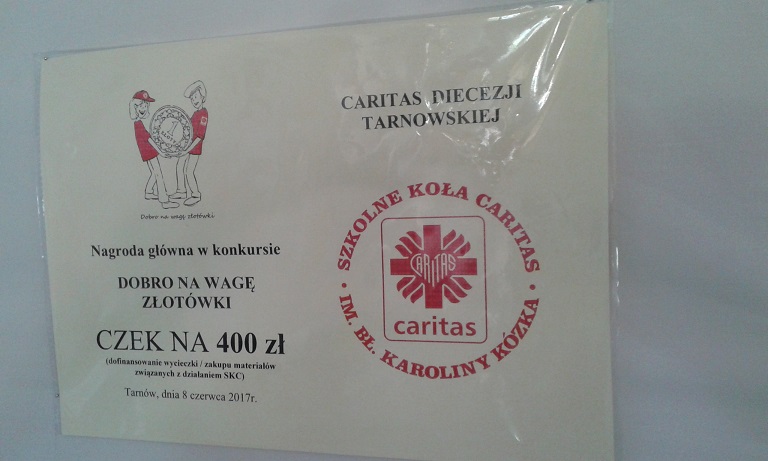 1
ZŁOTY
Dobro na wagę złotówki
Nagroda główna w konkursie
DOBRO NA WAGĘ
ZŁOTÓWKI
CZEK NA 400 zł
(dofinansowanie wycieczki / zakupu materiałów
związanych z działaniem SKC)
Tarnów, dnia 8 czerwca 2017r.
CARITAS DIECEZJI
TARNOWSKIEJ
SZKOLNE KOŁA CARITAS
CARITAS
caritas
• IM. BŁ. KAROLINY KÓZKA •